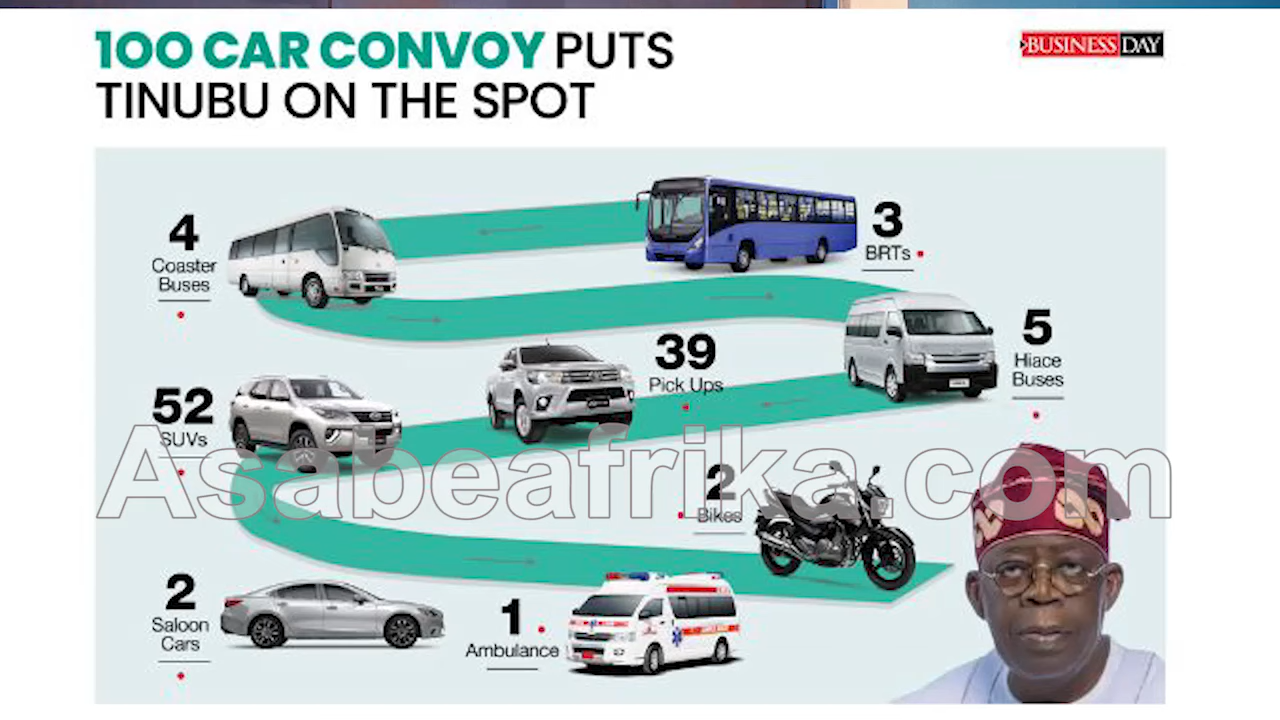 100 CAR CONVOY PUTS
TINUBU ON THE SPOT
BUSINESS DAY
4
Coaster
Buses
3
BRTs
5
Hiace
Buses
39
Pick Ups
52
SUVs
Asabeafrika.com
2
Bikes
2
Saloon
Cars
1
Ambulance